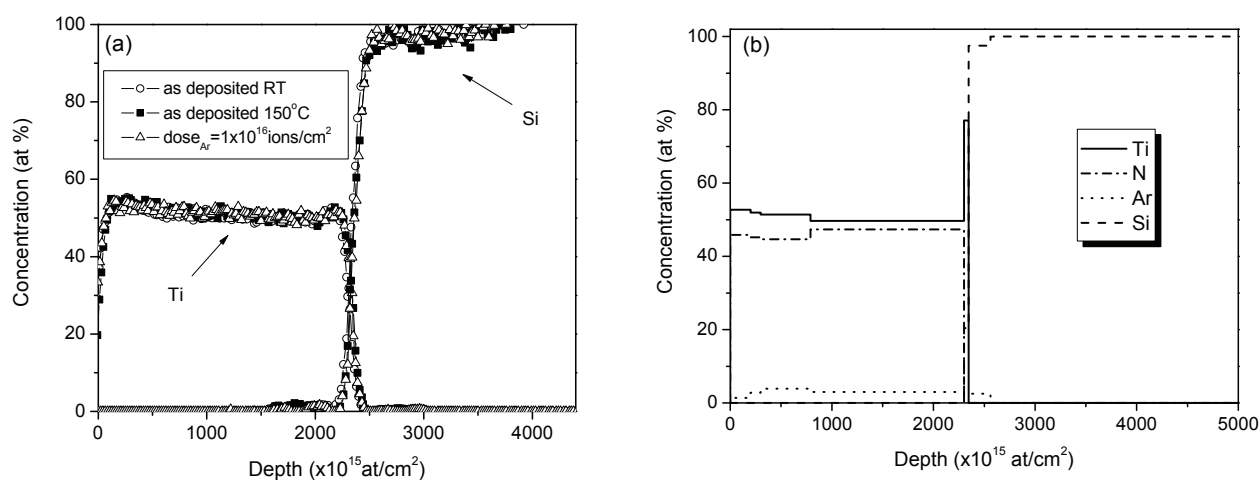 (a)
as deposited RT
as deposited 150°C
dose_Ar=1x10^16 ions/cm^2
Si
Ti
Concentration (at %)
100
80
60
40
20
0
0 1000 2000 3000 4000
Depth (x10^15 at/cm^2)
(b)
Ti
N
Ar
Si
Concentration (at %)
100
80
60
40
20
0
0 1000 2000 3000 4000 5000
Depth (x10^15 at/cm^2)